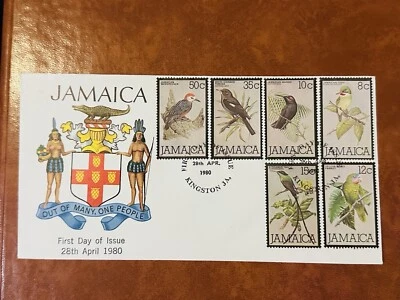 JAMAICA
OUT OF MANY, ONE PEOPLE
First Day of Issue
28th April 1980
50c
JAMAICA
35c
JAMAICA
10c
JAMAICA
8c
JAMAICA
28th APR.
1980
KINGSTON JA.
15c
JAMAICA
12c
JAMAICA